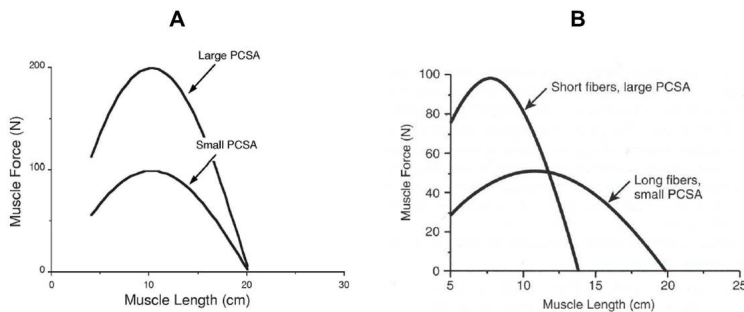 A
200
Large PCSA
Small PCSA
100
0
0
10
20
30
Muscle Force (N)
Muscle Length (cm)
B
100
80
60
40
20
0
5
10
15
20
25
Short fibers, large PCSA
Long fibers,
small PCSA
Muscle Force (N)
Muscle Length (cm)